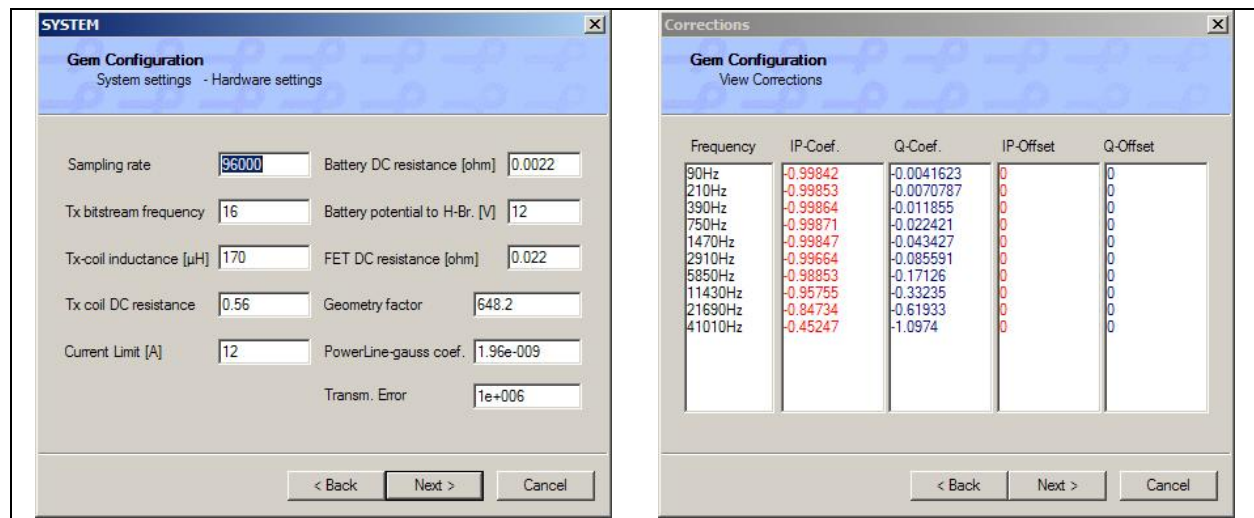 SYSTEM
Gem Configuration
System settings - Hardware settings
Sampling rate 96000 Battery DC resistance [ohm] 0.0022
Tx bitstream frequency 16 Battery potential to H-Br. [V] 12
Tx-coil inductance [µH] 170 FET DC resistance [ohm] 0.022
Tx coil DC resistance 0.56 Geometry factor 648.2
Current Limit [A] 12 PowerLine-gauss coef. 1.96e-009
Transm. Error 1e+006
< Back Next > Cancel
Corrections
Gem Configuration
View Corrections
Frequency IP-Coef. Q-Coef. IP-Offset Q-Offset
90Hz -0.99842 -0.0041623 0 0
210Hz -0.99853 -0.0070787 0 0
390Hz -0.99864 -0.011855 0 0
750Hz -0.99871 -0.022421 0 0
1470Hz -0.99847 -0.043427 0 0
2910Hz -0.99664 -0.085591 0 0
5850Hz -0.98853 -0.17126 0 0
11430Hz -0.95755 -0.33235 0 0
21690Hz -0.84734 -0.61933 0 0
41010Hz -0.45247 -1.0974 0 0
< Back Next > Cancel